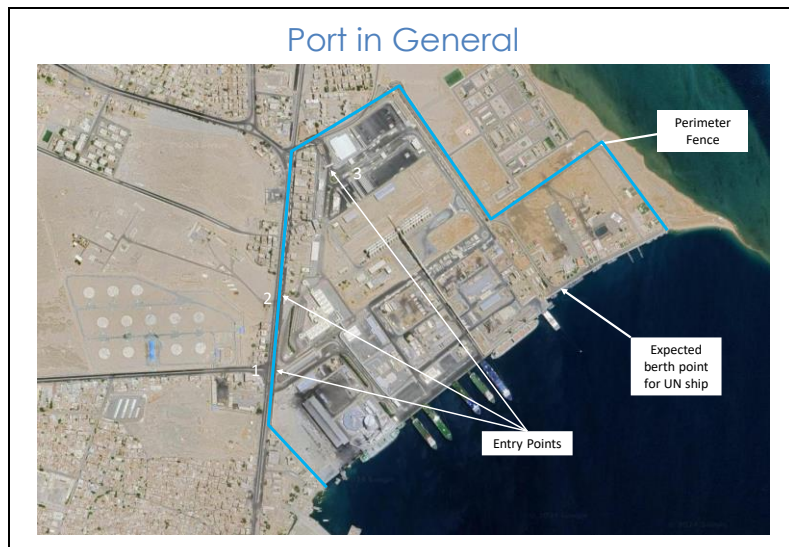 Port in General
Perimeter
Fence
3
2
Expected
berth point
for UN ship
1
Entry Points